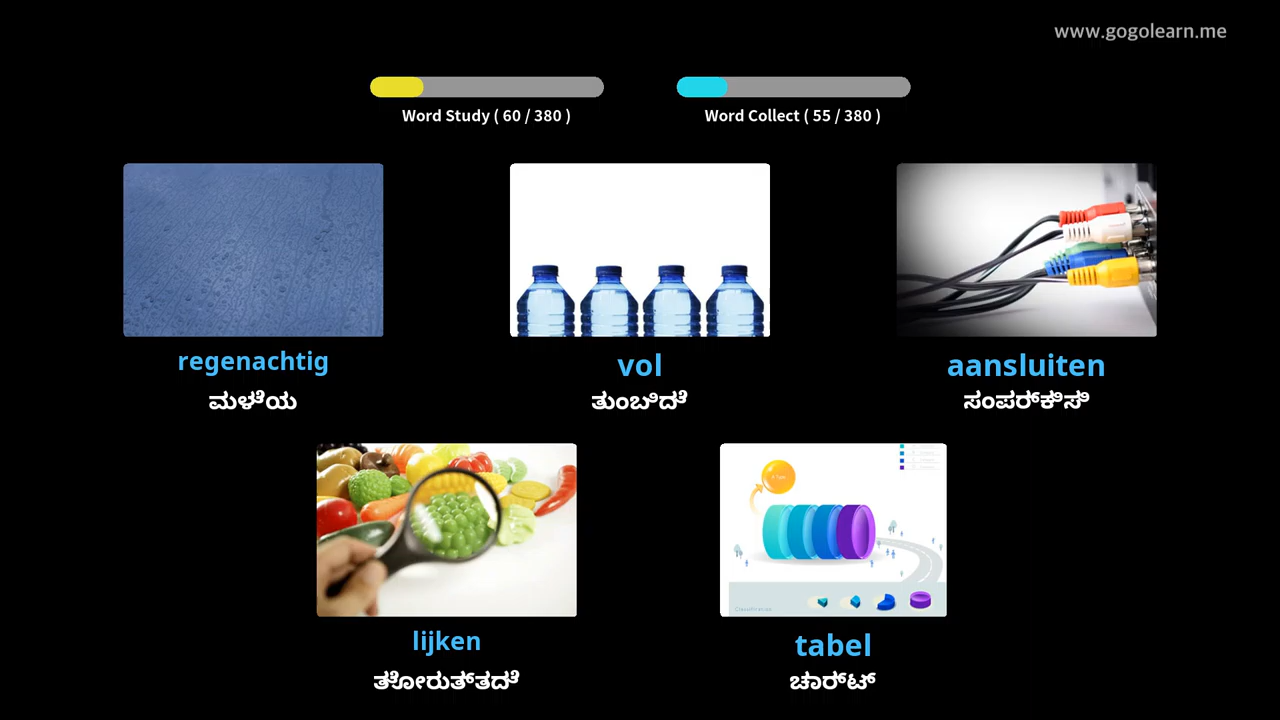 www.gogolearn.me
Word Study ( 60 / 380 )
Word Collect ( 55 / 380 )
regenachtig
ಮಳೆಯ
vol
ತುಂಬಿದೆ
aansluiten
ಸಂಪರ್ಕಿಸಿ
lijken
ತೋರುತ್ತದೆ
tabel
ಚಾರ್ಟ್